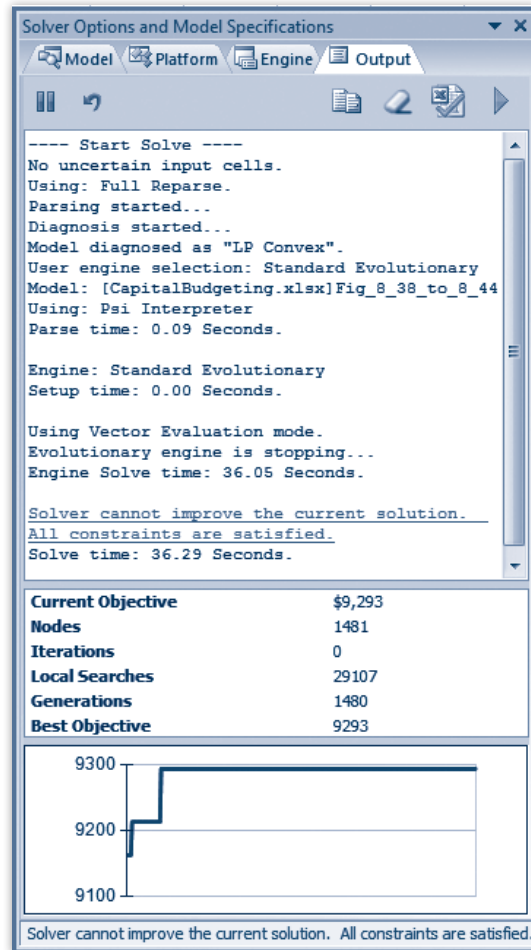 Solver Options and Model Specifications
Model Platform Engine Output
---- Start Solve ----
No uncertain input cells.
Using: Full Reparse.
Parsing started...
Diagnosis started...
Model diagnosed as "LP Convex".
User engine selection: Standard Evolutionary
Model: [CapitalBudgeting.xlsx]Fig_8_38_to_8_44
Using: Psi Interpreter
Parse time: 0.09 Seconds.
Engine: Standard Evolutionary
Setup time: 0.00 Seconds.
Using Vector Evaluation mode.
Evolutionary engine is stopping...
Engine Solve time: 36.05 Seconds.
Solver cannot improve the current solution.
All constraints are satisfied.
Solve time: 36.29 Seconds.
Current Objective $9,293
Nodes 1481
Iterations 0
Local Searches 29107
Generations 1480
Best Objective 9293
9300
9200
9100
Solver cannot improve the current solution. All constraints are satisfied.